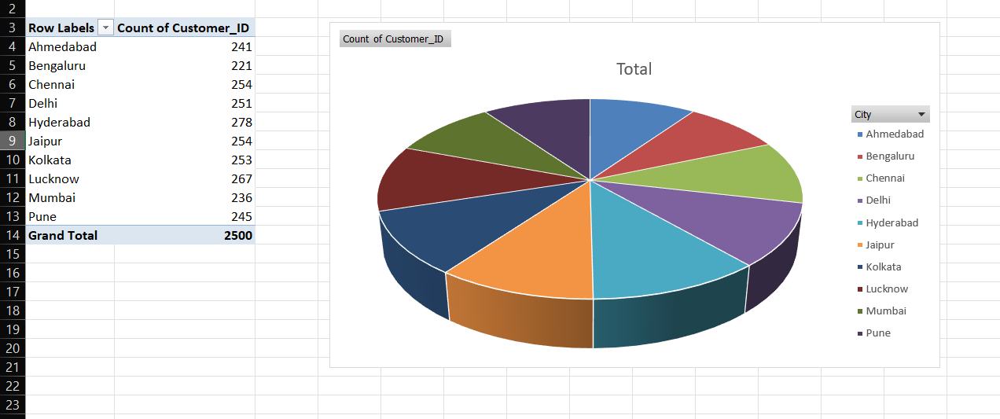 2
3 Row Labels Count of Customer_ID
4 Ahmedabad 241
5 Bengaluru 221
6 Chennai 254
7 Delhi 251
8 Hyderabad 278
9 Jaipur 254
10 Kolkata 253
11 Lucknow 267
12 Mumbai 236
13 Pune 245
14 Grand Total 2500
15
16
17
18
19
20
21
22
23
Count of Customer_ID
Total
City
Ahmedabad
Bengaluru
Chennai
Delhi
Hyderabad
Jaipur
Kolkata
Lucknow
Mumbai
Pune